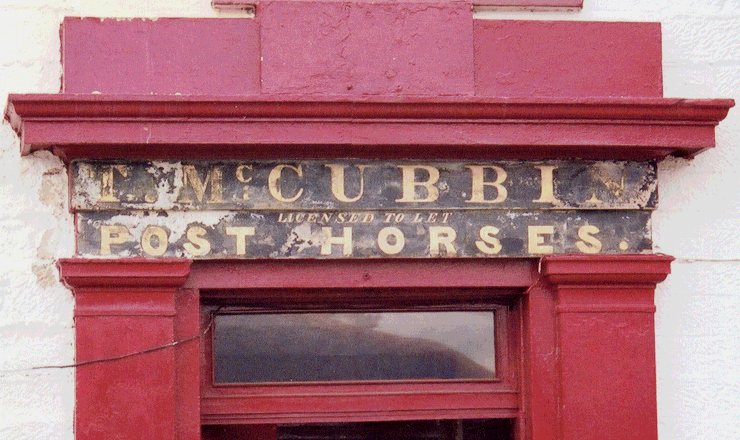 T. McCUBBIN
LICENSED TO LET
POST HORSES.